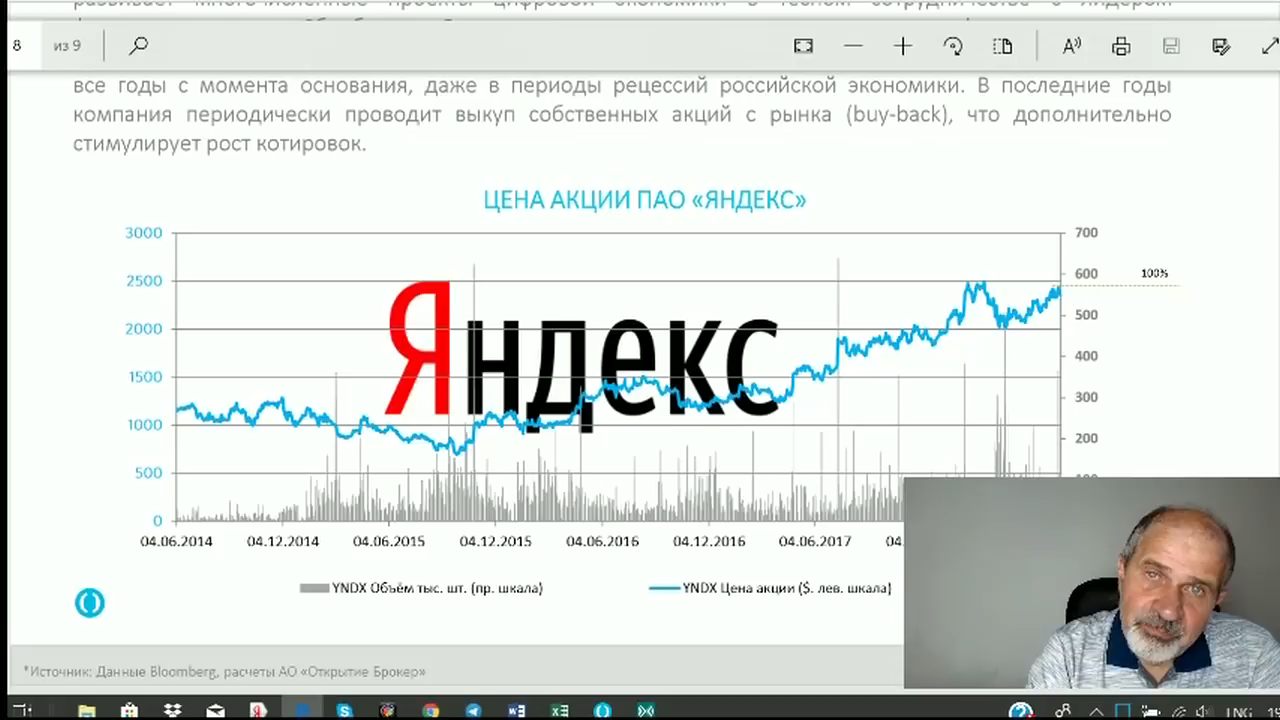 8 из 9
все годы с момента основания, даже в периоды рецессий российской экономики. В последние годы
компания периодически проводит выкуп собственных акций с рынка (buy-back), что дополнительно
стимулирует рост котировок.
ЦЕНА АКЦИИ ПАО «ЯНДЕКС»
3000
2500
2000
1500
1000
500
0
700
600
500
400
300
200
100%
Яндекс
04.06.2014 04.12.2014 04.06.2015 04.12.2015 04.06.2016 04.12.2016 04.06.2017
YNDX Объём тыс. шт. (пр. шкала) YNDX Цена акции ($. лев. шкала)
*Источник: Данные Bloomberg, расчеты АО «Открытие Брокер»
ENG